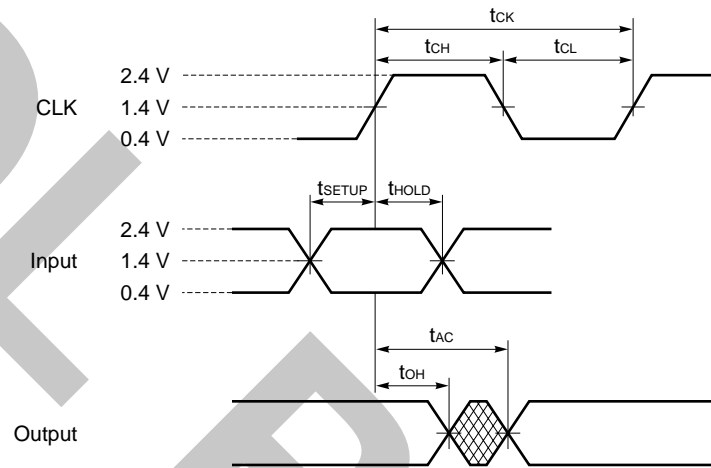 tCK
tCH tCL
2.4 V
CLK 1.4 V
0.4 V
tSETUP tHOLD
2.4 V
Input 1.4 V
0.4 V
tAC
tOH
Output